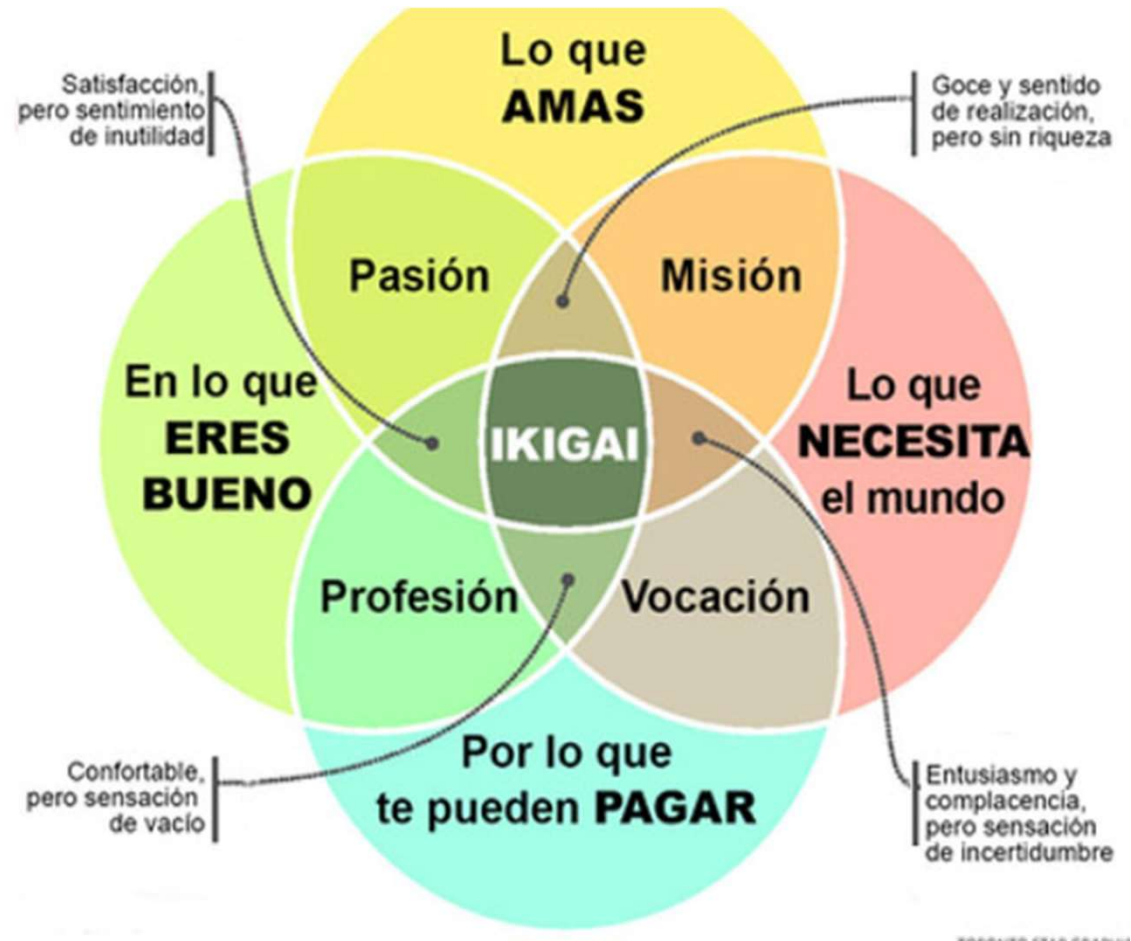 Lo que
AMAS
Satisfacción,
pero sentimiento
de inutilidad
Goce y sentido
de realización,
pero sin riqueza
Pasión
Misión
En lo que
ERES
BUENO
IKIGAI
Lo que
NECESITA
el mundo
Profesión
Vocación
Por lo que
te pueden PAGAR
Confortable,
pero sensación
de vacío
Entusiasmo y
complacencia,
pero sensación
de incertidumbre